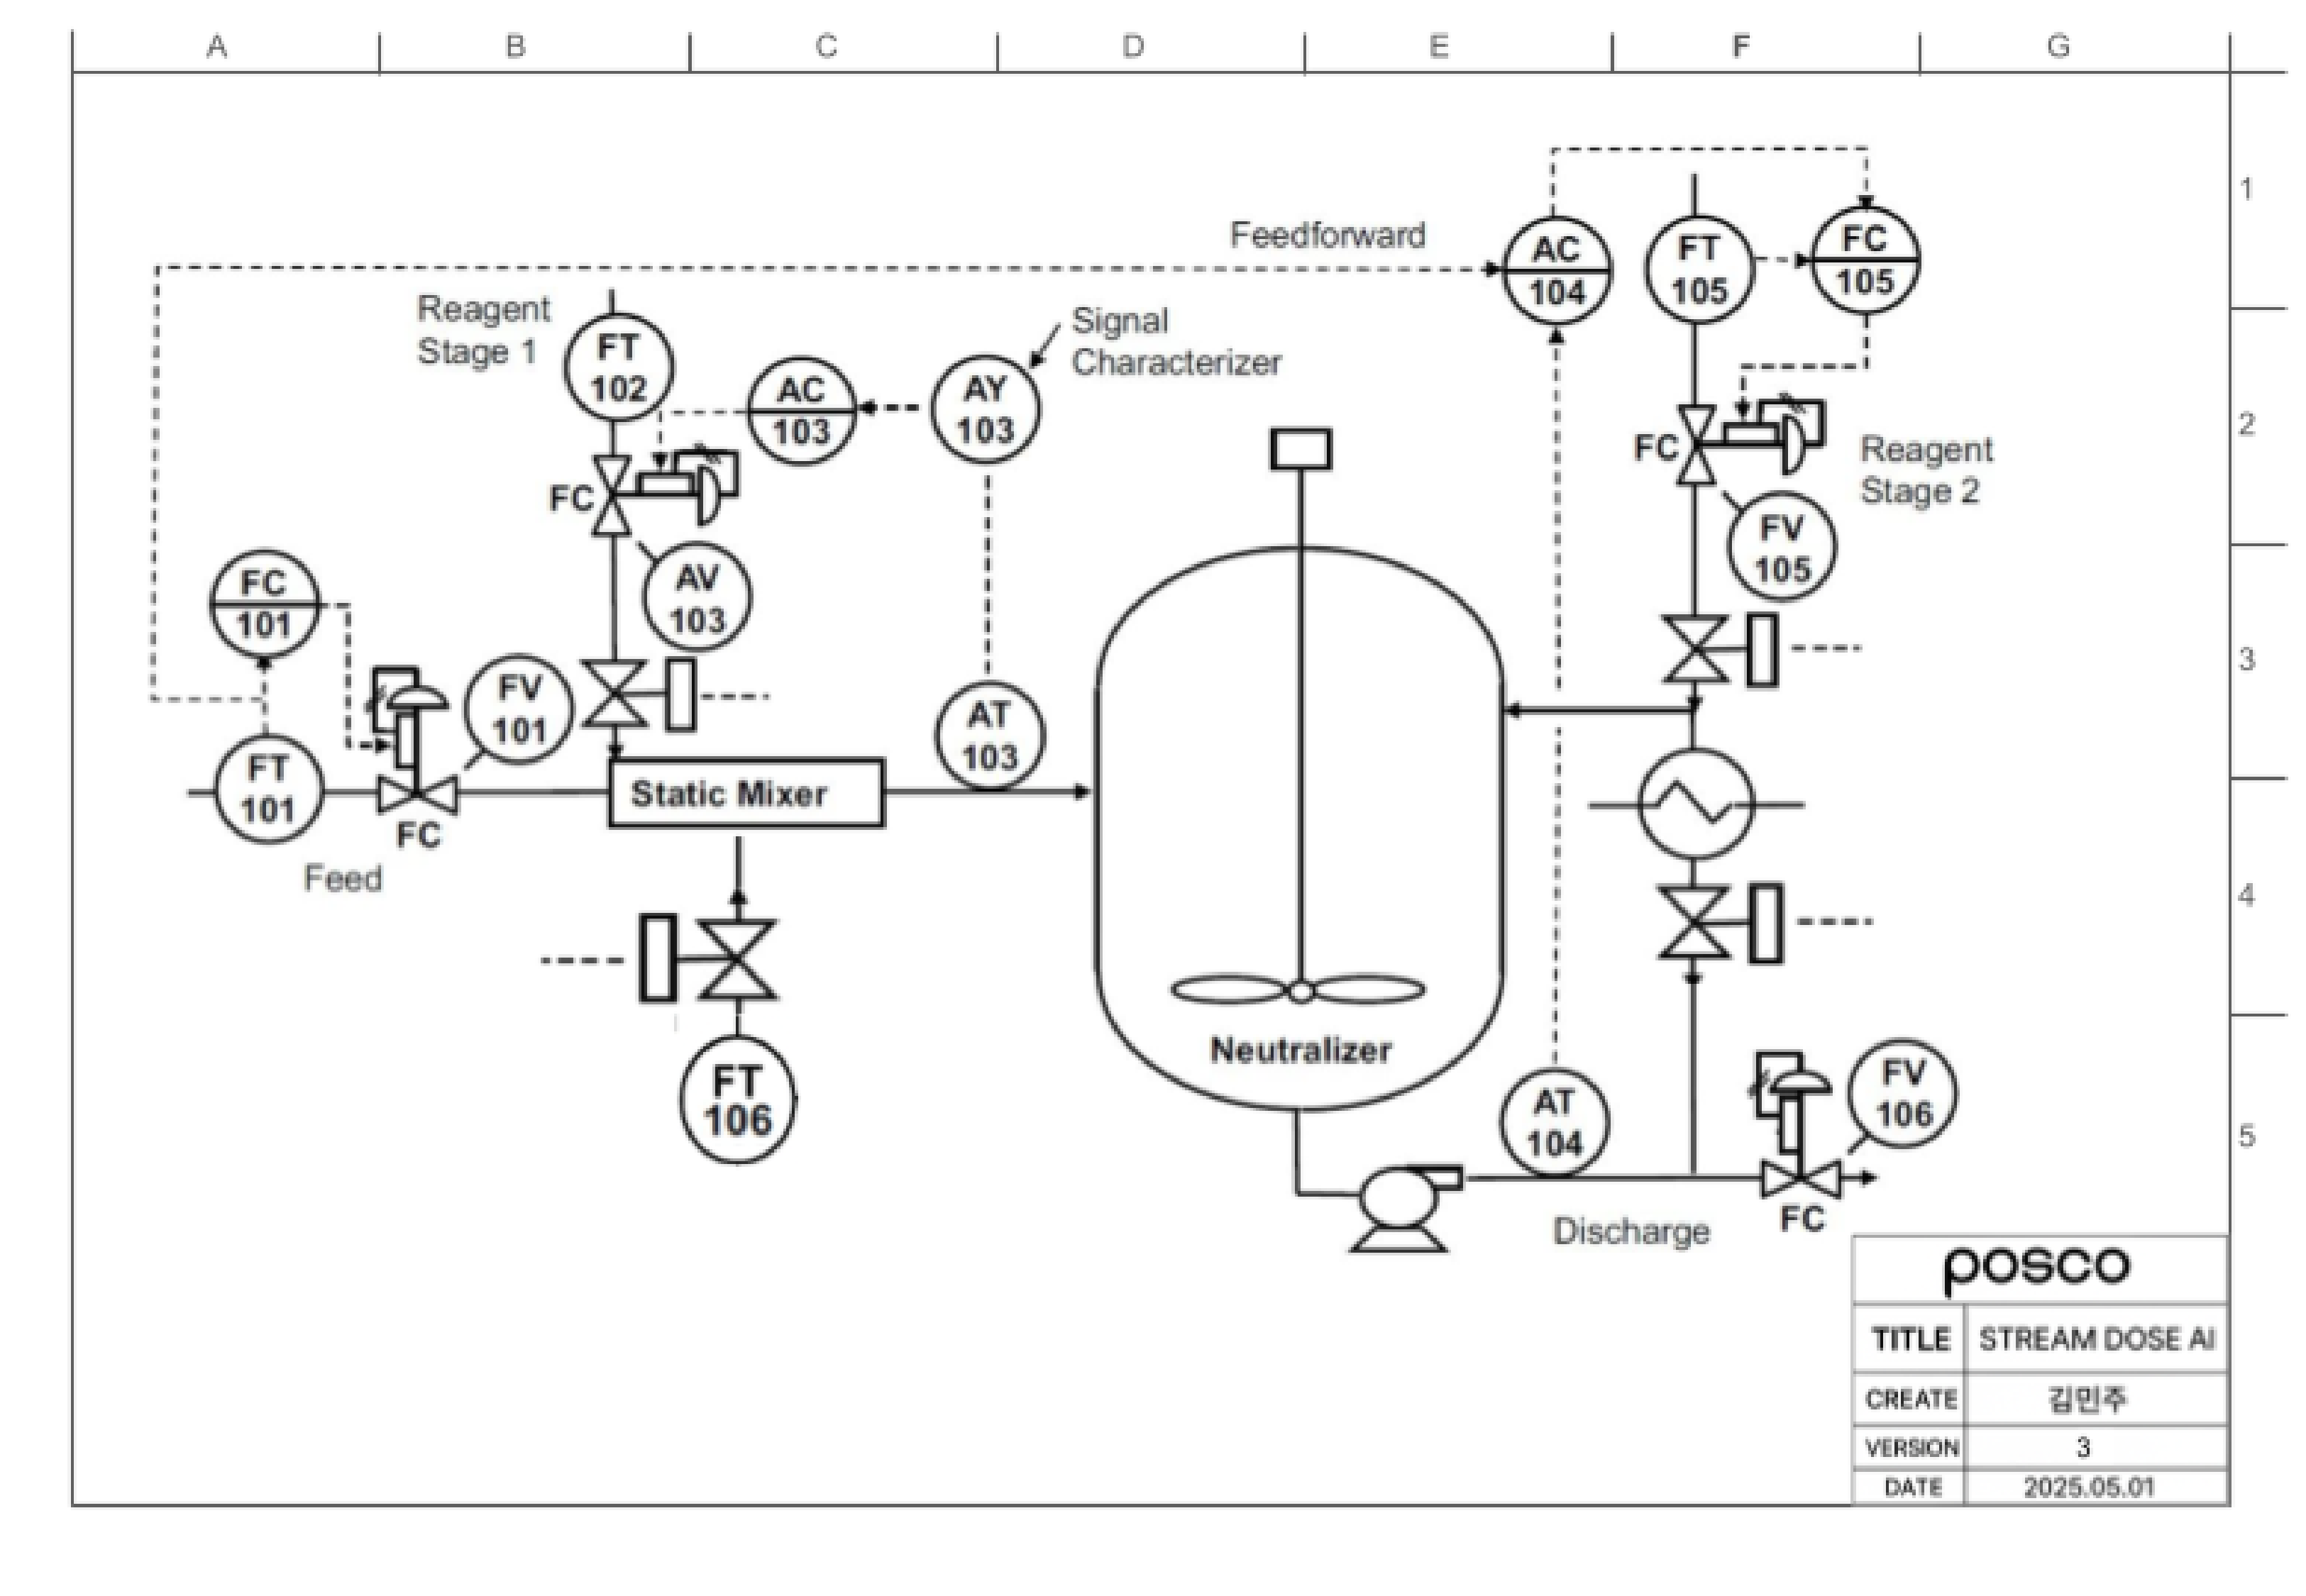 A B C D E F G
1
2
3
4
5
Feedforward
AC
104
FT
105
FC
105
Reagent
Stage 1
FT
102
AC
103
AY
103
Signal
Characterizer
FC
AV
103
FC
Reagent
Stage 2
FV
105
FC
101
FV
101
FT
101
FC
Feed
Static Mixer
AT
103
FT
106
Neutralizer
AT
104
FV
106
FC
Discharge
posco
TITLE STREAM DOSE AI
CREATE 김민주
VERSION 3
DATE 2025.05.01